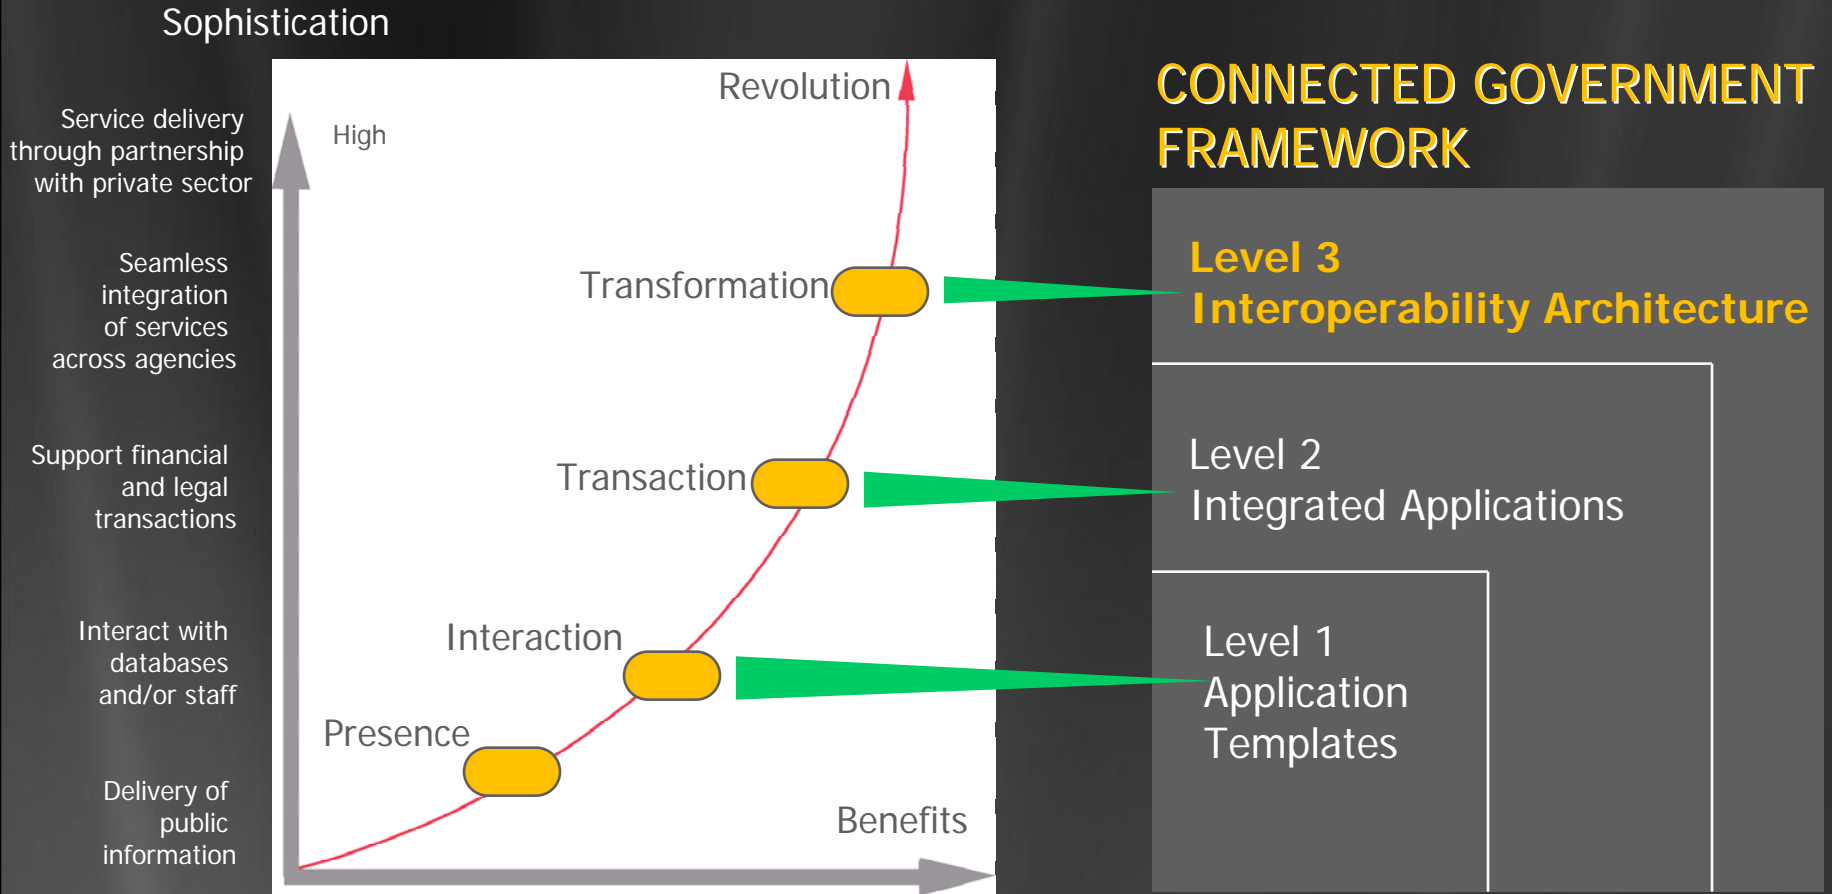 Sophistication
Service delivery
through partnership
with private sector
Seamless
integration
of services
across agencies
Support financial
and legal
transactions
Interact with
databases
and/or staff
Delivery of
public
information
High
Revolution
Transformation
Transaction
Interaction
Presence
Benefits
CONNECTED GOVERNMENT
FRAMEWORK
Level 3
Interoperability Architecture
Level 2
Integrated Applications
Level 1
Application
Templates